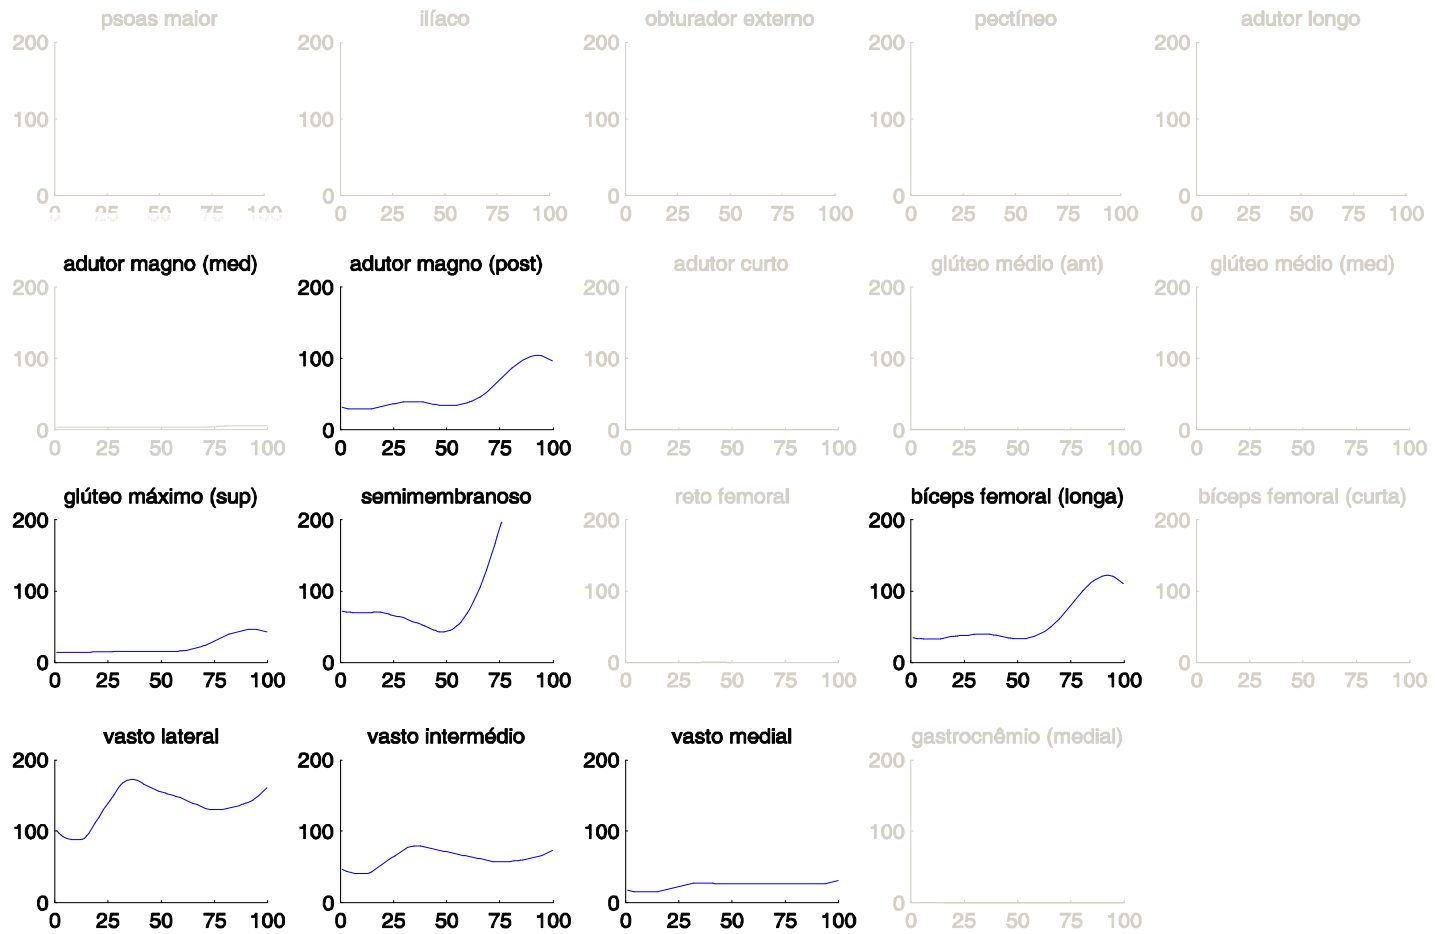 psoas maior ilíaco obturador externo pectíneo adutor longo
200 200 200 200 200
100 100 100 100 100
0 0 0 0 0
0 25 50 75 100 0 25 50 75 100 0 25 50 75 100 0 25 50 75 100 0 25 50 75 100
adutor magno (med) adutor magno (post) adutor curto glúteo médio (ant) glúteo médio (med)
200 200 200 200 200
100 100 100 100 100
0 0 0 0 0
0 25 50 75 100 0 25 50 75 100 0 25 50 75 100 0 25 50 75 100 0 25 50 75 100
glúteo máximo (sup) semimembranoso reto femoral bíceps femoral (longa) bíceps femoral (curta)
200 200 200 200 200
100 100 100 100 100
0 0 0 0 0
0 25 50 75 100 0 25 50 75 100 0 25 50 75 100 0 25 50 75 100 0 25 50 75 100
vasto lateral vasto intermédio vasto medial gastrocnêmio (medial)
200 200 200 200
100 100 100 100
0 0 0 0
0 25 50 75 100 0 25 50 75 100 0 25 50 75 100 0 25 50 75 100